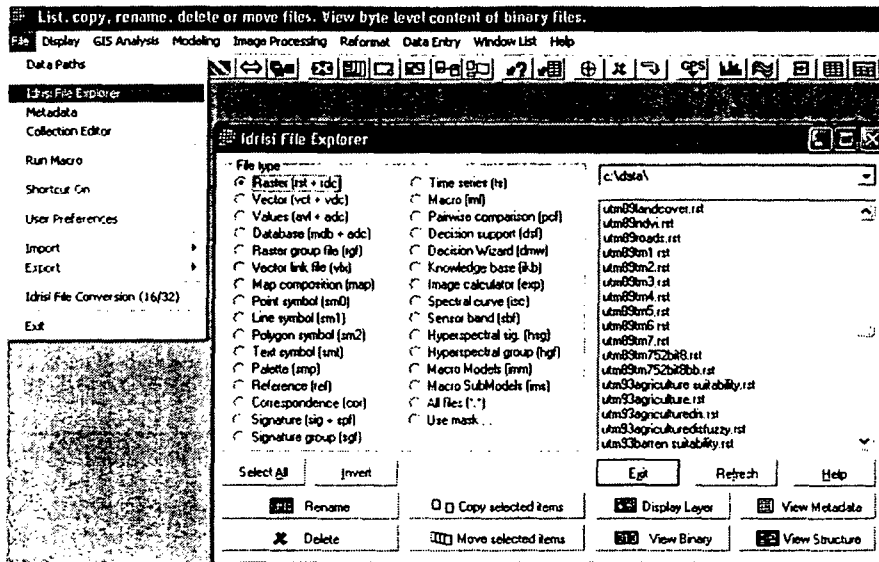 List, copy, rename, delete or move files. View byte level content of binary files.
File Display GIS Analysis Modeling Image Processing Reformat Data Entry Window List Help
Data Paths
Idrisi File Explorer
Metadata
Collection Editor
Run Macro
Shortcut On
User Preferences
Import
Export
Idrisi File Conversion (16/32)
Exit
GPS
Idrisi File Explorer
File type
Raster (rst + rdc)
Vector (vct + vdc)
Values (avl + adc)
Database (mdb + adc)
Raster group file (rgf)
Vector link file (vlx)
Map composition (map)
Point symbol (sm0)
Line symbol (sm1)
Polygon symbol (sm2)
Text symbol (smt)
Palette (smp)
Reference (ref)
Correspondence (cor)
Signature (sig + spf)
Signature group (sgf)
Time series (ts)
Macro (iml)
Pairwise comparison (pcf)
Decision support (dsf)
Decision Wizard (dmw)
Knowledge base (ikb)
Image calculator (exp)
Spectral curve (isc)
Sensor band (sbf)
Hyperspectral sig. (hsg)
Hyperspectral group (hgf)
Macro Models (imm)
Macro SubModels (ims)
All files (*.*)
Use mask . .
c:\data\
utm89landcover.rst
utm89ndvi.rst
utm89roads.rst
utm89tm1.rst
utm89tm2.rst
utm89tm3.rst
utm89tm4.rst
utm89tm5.rst
utm89tm6.rst
utm89tm7.rst
utm89tm752bit8.rst
utm89tm752bit8bb.rst
utm93agriculture suitability.rst
utm93agriculture.rst
utm93agriculturedis.rst
utm93agriculturedisfuzzy.rst
utm93barren suitability.rst
Select All Invert Exit Refresh Help
Rename Copy selected items Display Layer View Metadata
Delete Move selected items View Binary View Structure